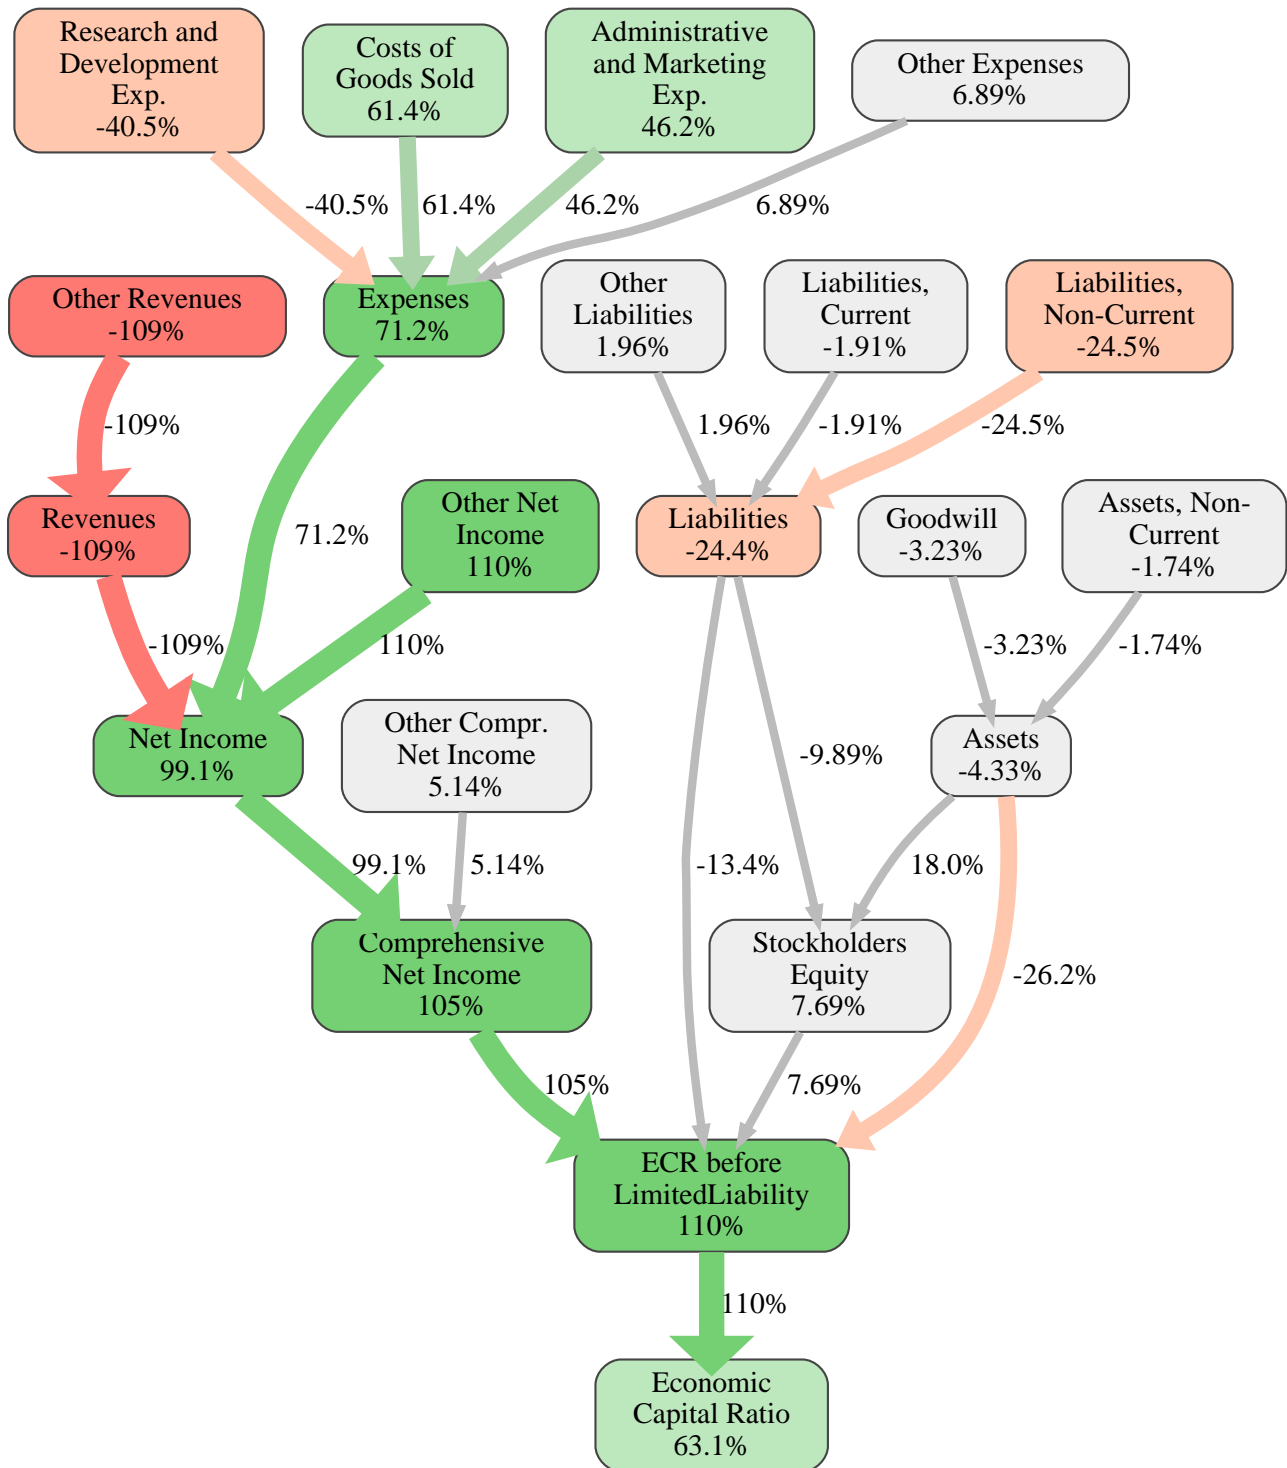 Research and
Development
Exp.
-40.5%
Costs of
Goods Sold
61.4%
Administrative
and Marketing
Exp.
46.2%
Other Expenses
6.89%
-40.5%
61.4%
46.2%
6.89%
Other Revenues
-109%
Expenses
71.2%
Other
Liabilities
1.96%
Liabilities,
Current
-1.91%
Liabilities,
Non-Current
-24.5%
-109%
1.96%
-1.91%
-24.5%
Revenues
-109%
71.2%
Other Net
Income
110%
Liabilities
-24.4%
Goodwill
-3.23%
Assets, Non-
Current
-1.74%
-109%
110%
-3.23%
-1.74%
Net Income
99.1%
Other Compr.
Net Income
5.14%
-9.89%
Assets
-4.33%
99.1%
5.14%
-13.4%
18.0%
Comprehensive
Net Income
105%
Stockholders
Equity
7.69%
-26.2%
105%
7.69%
ECR before
LimitedLiability
110%
110%
Economic
Capital Ratio
63.1%